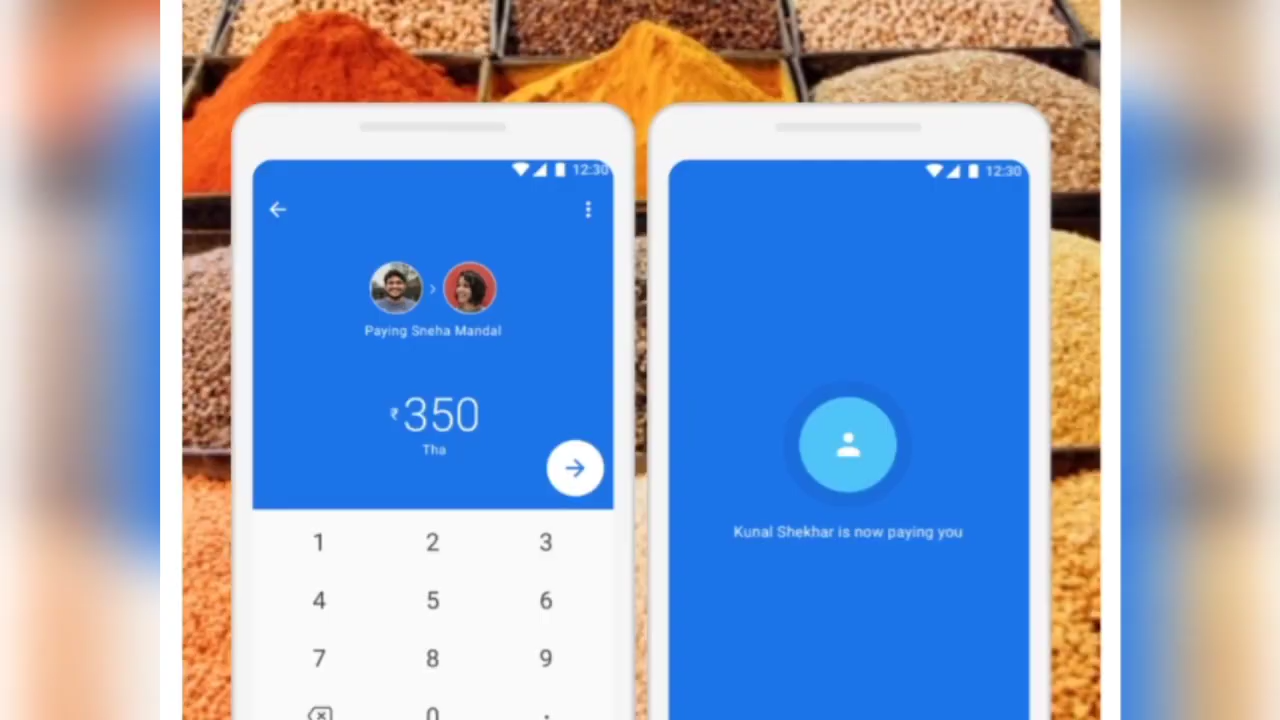 12:30
Paying Sneha Mandal
₹350
Tha
1 2 3
4 5 6
7 8 9
0 .
12:30
Kunal Shekhar is now paying you